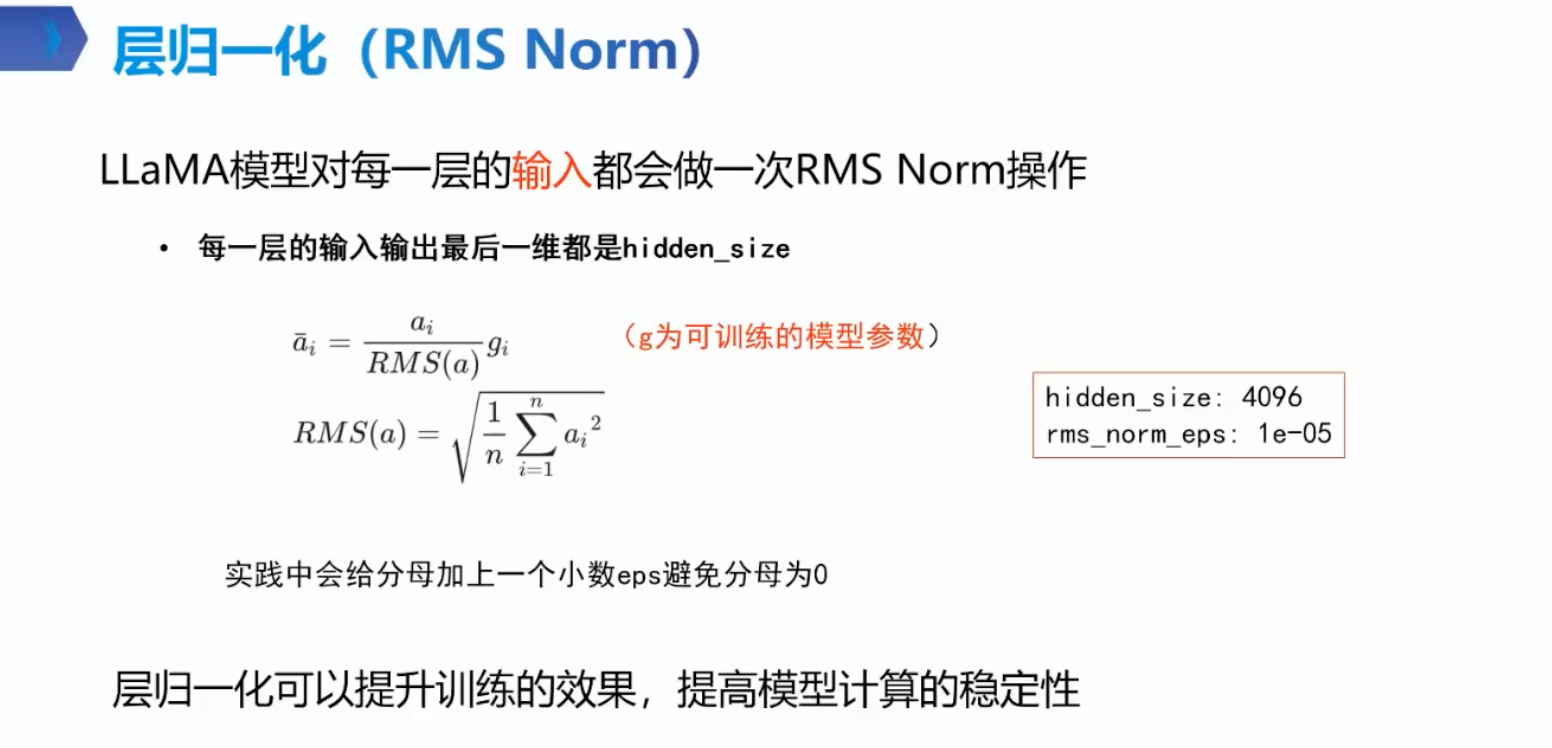 层归一化（RMS Norm）
LLaMA模型对每一层的输入都会做一次RMS Norm操作
• 每一层的输入输出最后一维都是hidden_size
$\bar{a}_i = \frac{a_i}{RMS(a)} g_i$ （g为可训练的模型参数）
$RMS(a) = \sqrt{\frac{1}{n} \sum_{i=1}^{n} {a_i}^2}$
hidden_size: 4096
rms_norm_eps: 1e-05
实践中会给分母加上一个小数eps避免分母为0
层归一化可以提升训练的效果，提高模型计算的稳定性